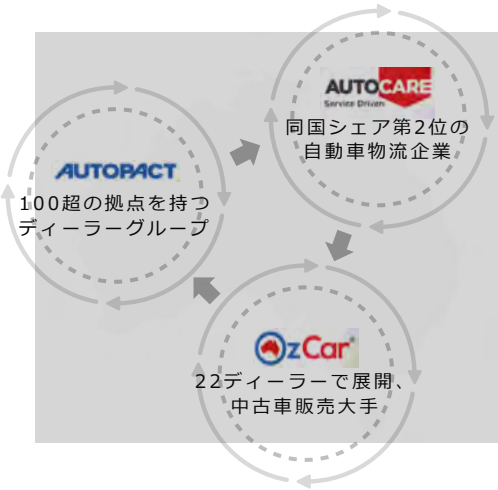 AUTOCARE
Service Driven
同国シェア第2位の
自動車物流企業
AUTOPACT
100超の拠点を持つ
ディーラーグループ
OzCar
22ディーラーで展開、
中古車販売大手